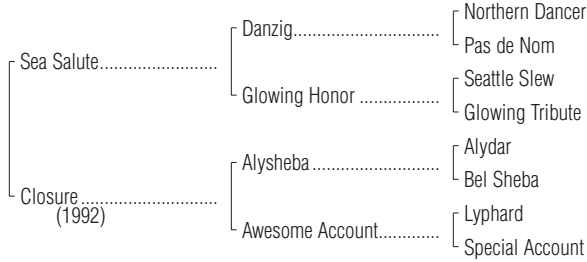 Northern Dancer
Danzig
Pas de Nom
Sea Salute
Seattle Slew
Glowing Honor
Glowing Tribute
Alydar
Alysheba
Bel Sheba
Closure
(1992)
Lyphard
Awesome Account
Special Account